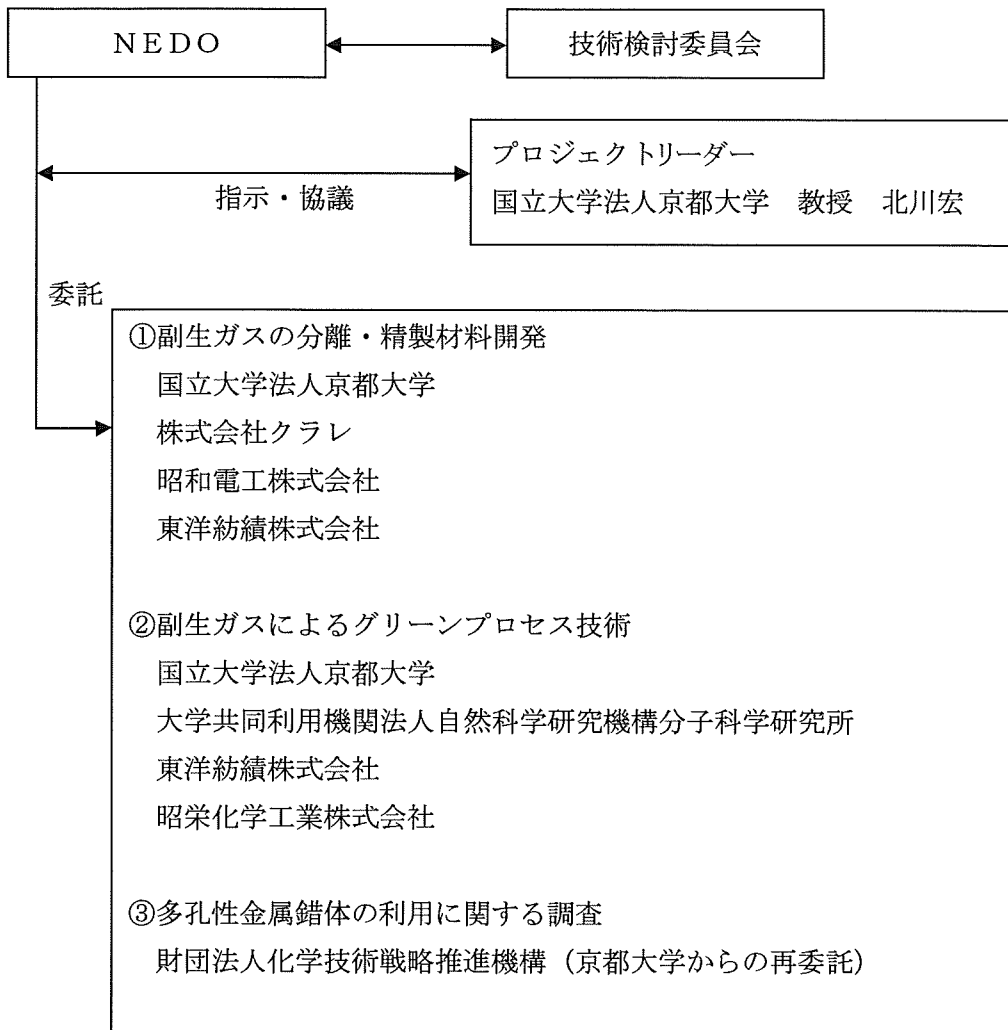 ＮＥＤＯ
技術検討委員会
プロジェクトリーダー
国立大学法人京都大学　教授　北川宏
指示・協議
委託
①副生ガスの分離・精製材料開発
国立大学法人京都大学
株式会社クラレ
昭和電工株式会社
東洋紡績株式会社
②副生ガスによるグリーンプロセス技術
国立大学法人京都大学
大学共同利用機関法人自然科学研究機構分子科学研究所
東洋紡績株式会社
昭栄化学工業株式会社
③多孔性金属錯体の利用に関する調査
財団法人化学技術戦略推進機構（京都大学からの再委託）